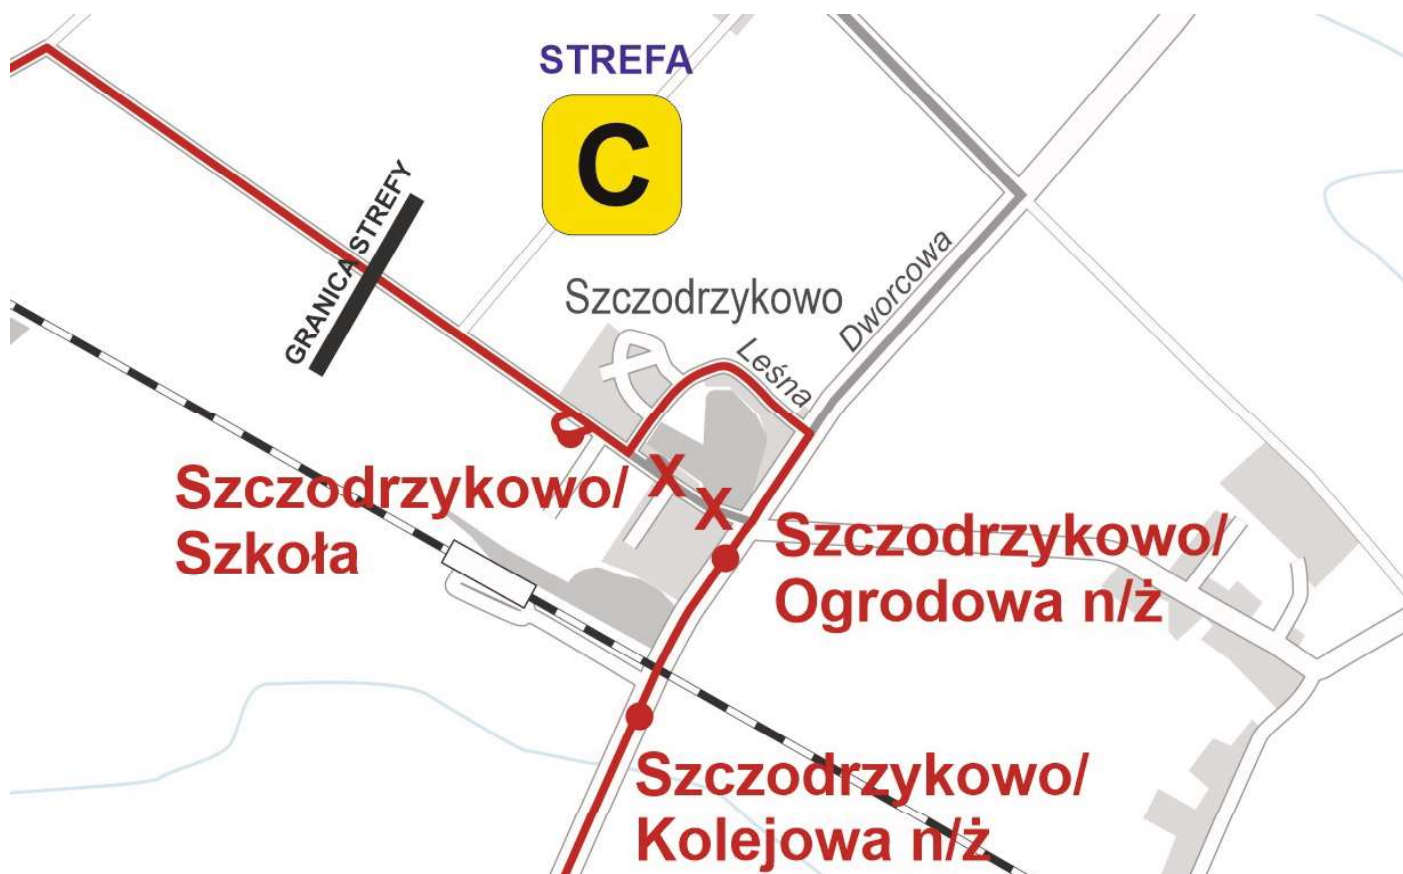 STREFA
C
GRANICA STREFY
Szczodrzykowo
Leśna
Dworcowa
Szczodrzykowo/
Szkoła
X
X
Szczodrzykowo/
Ogrodowa n/ż
Szczodrzykowo/
Kolejowa n/ż